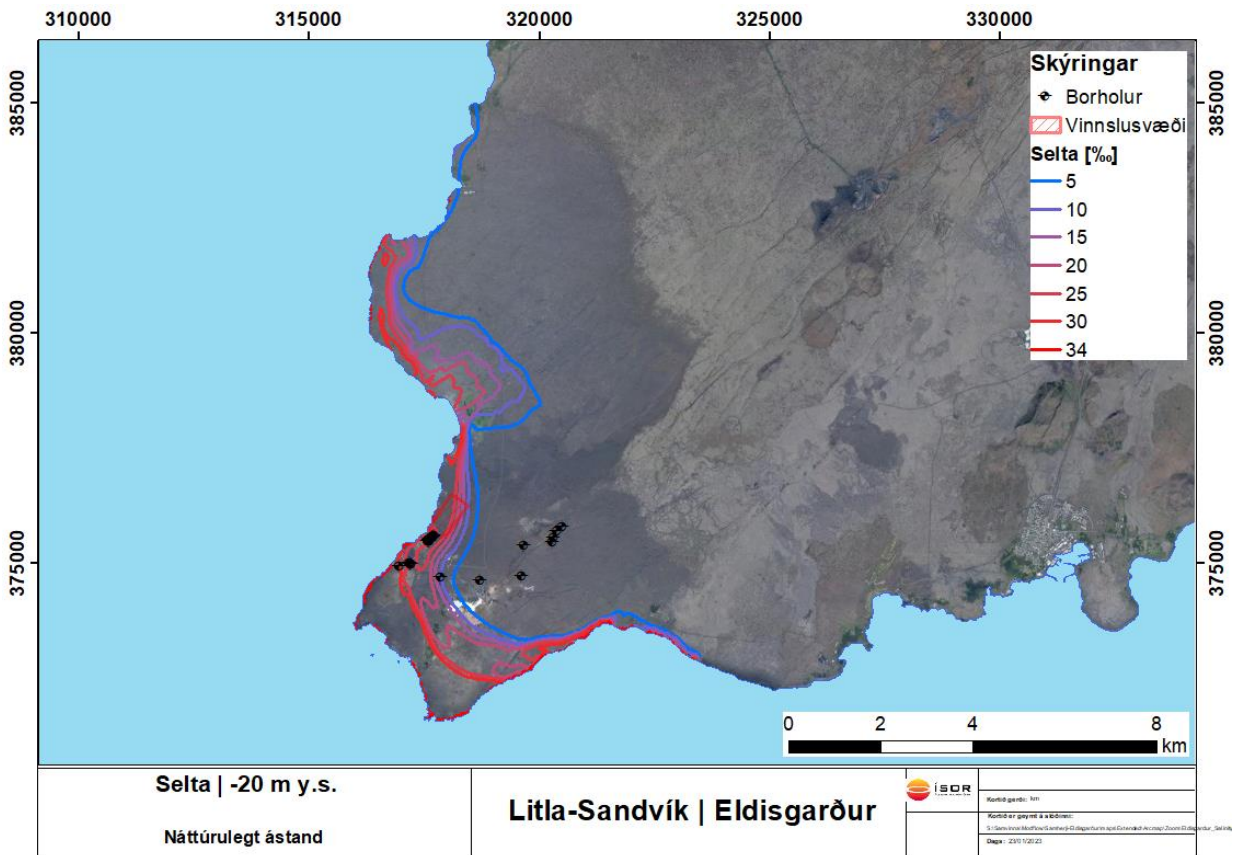 310000 315000 320000 325000 330000
385000
380000
375000
385000
380000
375000
Skýringar
Borholur
Vinnslusvæði
Selta [‰]
5
10
15
20
25
30
34
0 2 4 8
km
Selta | -20 m y.s.
Náttúrulegt ástand
Litla-Sandvík | Eldisgarður
ÍSOR
Kortið gerði: km
Kortið er geymt á slóðinni:
Dags: 23/01/2023